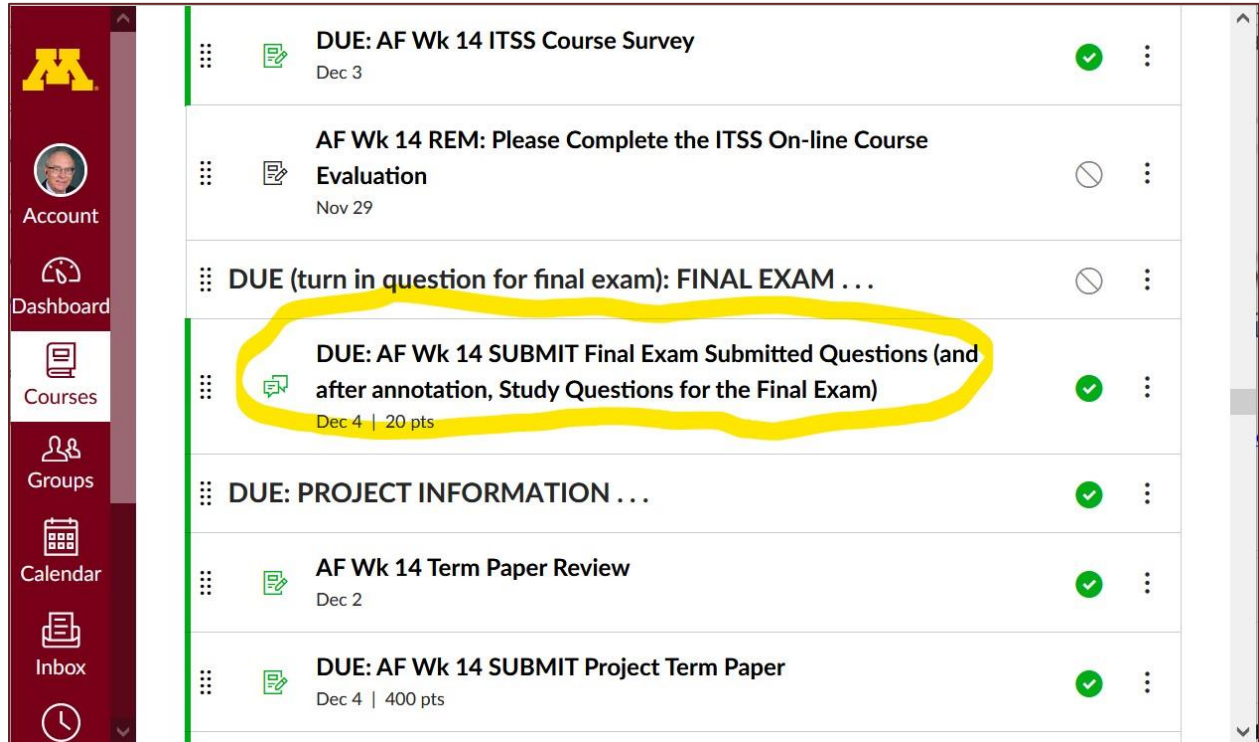 DUE: AF Wk 14 ITSS Course Survey
Dec 3
AF Wk 14 REM: Please Complete the ITSS On-line Course
Evaluation
Nov 29
DUE (turn in question for final exam): FINAL EXAM . . .
DUE: AF Wk 14 SUBMIT Final Exam Submitted Questions (and
after annotation, Study Questions for the Final Exam)
Dec 4 | 20 pts
DUE: PROJECT INFORMATION . . .
AF Wk 14 Term Paper Review
Dec 2
DUE: AF Wk 14 SUBMIT Project Term Paper
Dec 4 | 400 pts
M
Account
Dashboard
Courses
Groups
Calendar
Inbox